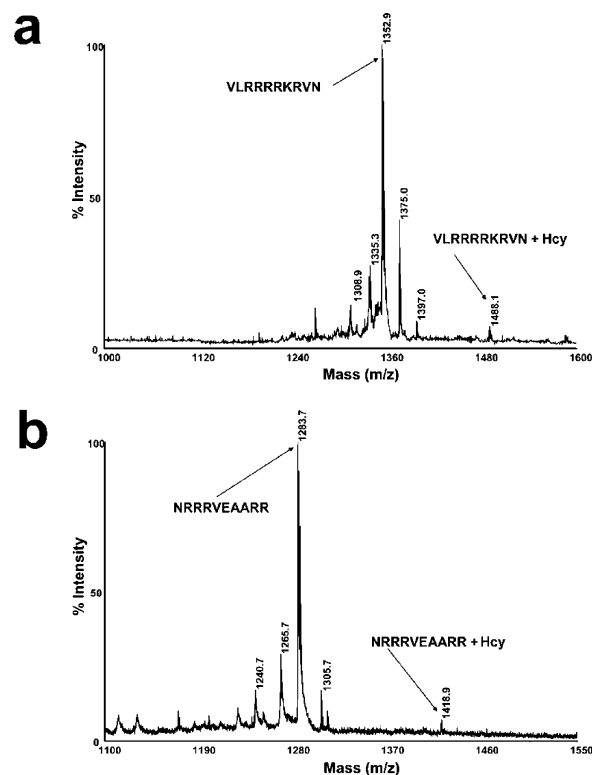 a
1352.9
100
VLRRRRKRVN
% Intensity
50
1375.0
1335.3
1308.9
1397.0
VLRRRRKRVN + Hcy
1488.1
0
1000 1120 1240 1360 1480 1600
Mass (m/z)
b
1283.7
100
NRRRVEAARR
% Intensity
50
1265.7
1240.7
1305.7
NRRRVEAARR + Hcy
1418.9
0
1100 1190 1280 1370 1460 1550
Mass (m/z)